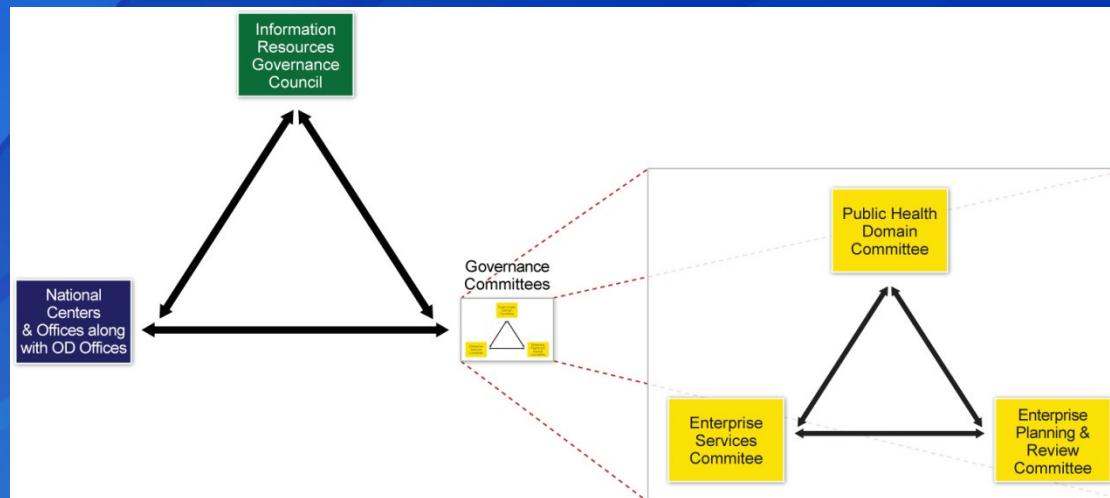 Information
Resources
Governance
Council
National
Centers
& Offices along
with OD Offices
Governance
Committees
Public Health
Domain
Committee
Enterprise
Services
Commitee
Enterprise
Planning &
Review
Committee